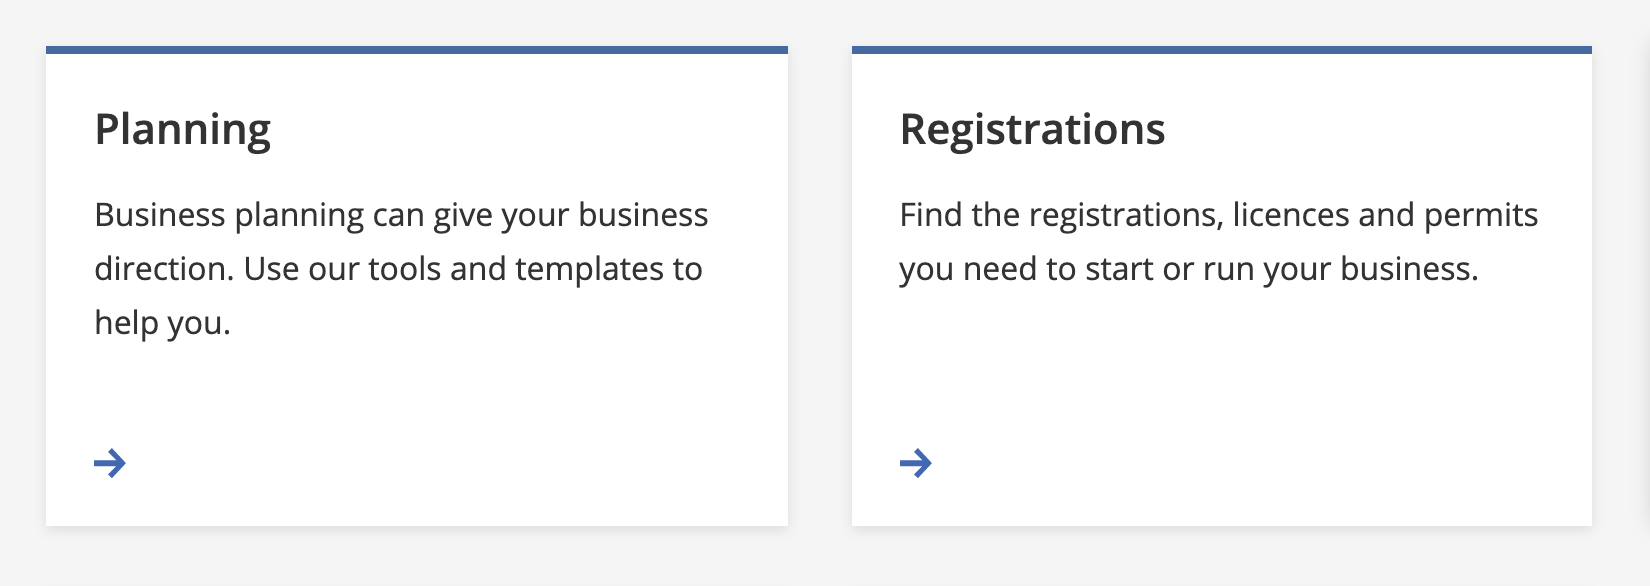 Planning
Business planning can give your business
direction. Use our tools and templates to
help you.
Registrations
Find the registrations, licences and permits
you need to start or run your business.